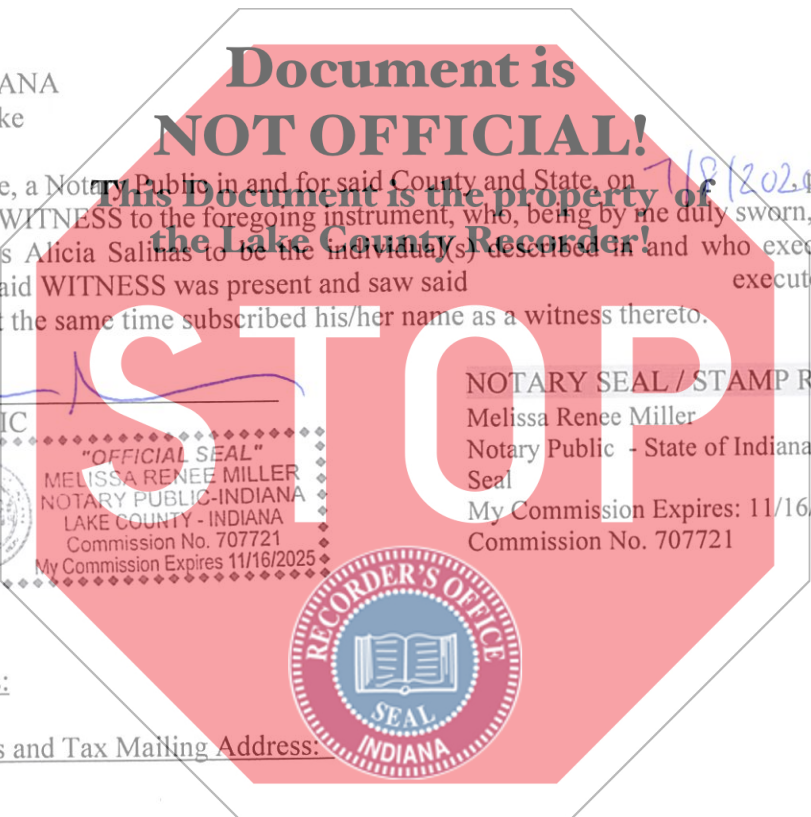 Document is
NOT OFFICIAL!
This Document is the property of
the Lake County Recorder!
STOP
ANA
ke
e, a Notary Public in and for said County and State, on 7/8/202
WITNESS to the foregoing instrument, who, being by me duly sworn,
s Alicia Salinas to be the individual(s) described in and who exec
aid WITNESS was present and saw said execute
t the same time subscribed his/her name as a witness thereto.
IC
"OFFICIAL SEAL"
MELISSA RENEE MILLER
NOTARY PUBLIC-INDIANA
LAKE COUNTY - INDIANA
Commission No. 707721
My Commission Expires 11/16/2025
NOTARY SEAL / STAMP R
Melissa Renee Miller
Notary Public - State of Indiana
Seal
My Commission Expires: 11/16/
Commission No. 707721
RECORDER'S OFFICE
SEAL
INDIANA
s:
s and Tax Mailing Address: